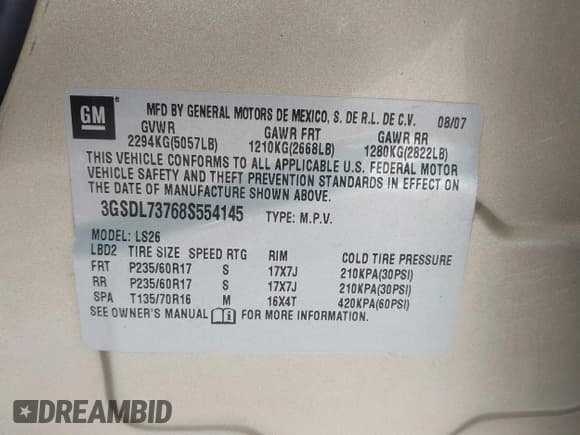 GM
MFD BY GENERAL MOTORS DE MEXICO, S. DE R.L. DE C.V. 08/07
GVWR GAWR FRT GAWR RR
2294KG(5057LB) 1210KG(2668LB) 1280KG(2822LB)
THIS VEHICLE CONFORMS TO ALL APPLICABLE U.S. FEDERAL MOTOR
VEHICLE SAFETY AND THEFT PREVENTION STANDARDS IN EFFECT ON
THE DATE OF MANUFACTURE SHOWN ABOVE.
3GSDL73768S554145 TYPE: M.P.V.
MODEL: LS26
LBD2 TIRE SIZE SPEED RTG RIM COLD TIRE PRESSURE
FRT P235/60R17 S 17X7J 210KPA(30PSI)
RR P235/60R17 S 17X7J 210KPA(30PSI)
SPA T135/70R16 M 16X4T 420KPA(60PSI)
SEE OWNER'S MANUAL FOR MORE INFORMATION.
DREAMBID